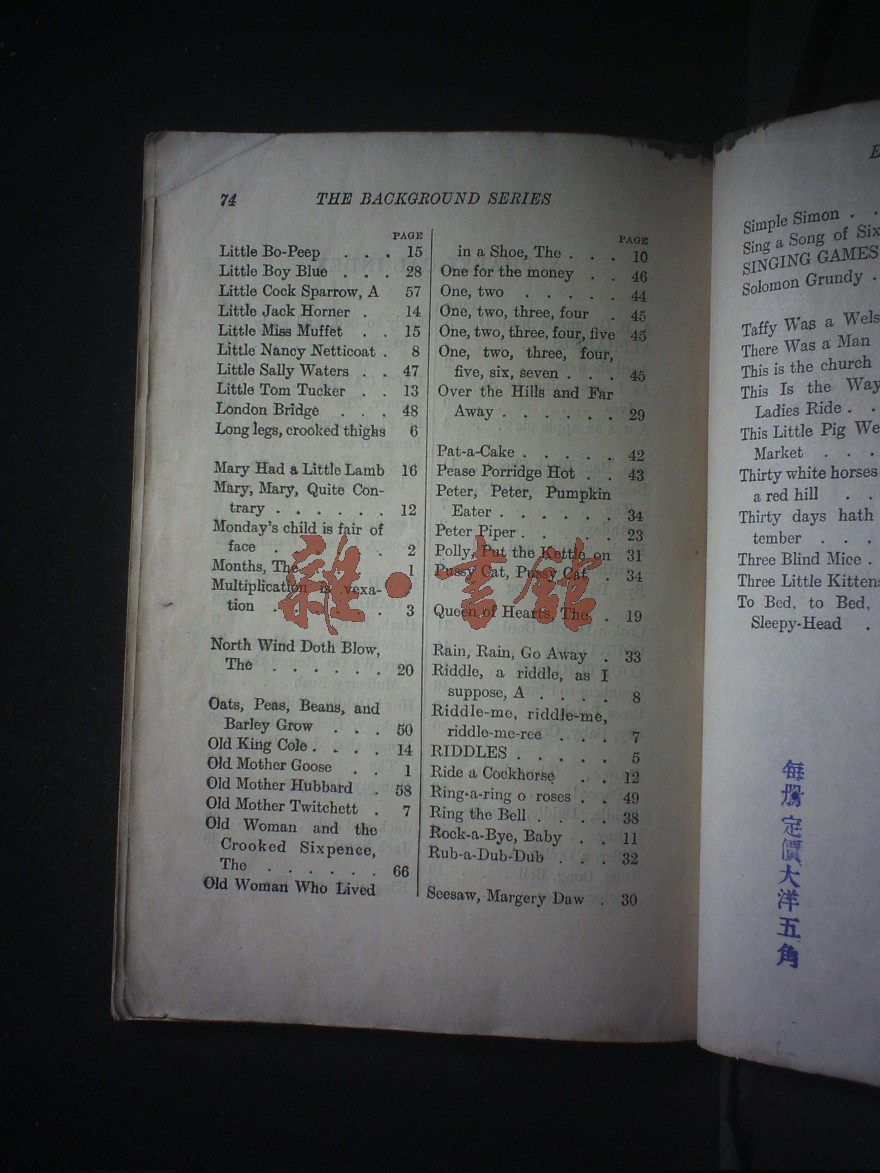 74 THE BACKGROUND SERIES
PAGE
Little Bo-Peep . . . 15
Little Boy Blue . . . 28
Little Cock Sparrow, A 57
Little Jack Horner . 14
Little Miss Muffet . . 15
Little Nancy Netticoat . 8
Little Sally Waters . . 47
Little Tom Tucker . . 13
London Bridge . . . 48
Long legs, crooked thighs 6
Mary Had a Little Lamb 16
Mary, Mary, Quite Con-
trary . . . . . . 12
Monday's child is fair of
face . . . . . . 2
Months, The . . . . 1
Multiplication is vexa-
tion . . . . . . 3
North Wind Doth Blow,
The . . . . . . 20
Oats, Peas, Beans, and
Barley Grow . . . 50
Old King Cole . . . . 14
Old Mother Goose . . 1
Old Mother Hubbard . 58
Old Mother Twitchett . 7
Old Woman and the
Crooked Sixpence,
The . . . . . . 66
Old Woman Who Lived
PAGE
in a Shoe, The . . . 10
One for the money . . 46
One, two . . . . . 44
One, two, three, four . 45
One, two, three, four, five 45
One, two, three, four,
five, six, seven . . . 45
Over the Hills and Far
Away . . . . . . 29
Pat-a-Cake . . . . . 42
Pease Porridge Hot . . 43
Peter, Peter, Pumpkin
Eater . . . . . . 34
Peter Piper . . . . . 23
Polly, Put the Kettle on 31
Pussy Cat, Pussy Cat . 34
Queen of Hearts, The . 19
Rain, Rain, Go Away . 33
Riddle, a riddle, as I
suppose, A . . . . 8
Riddle-me, riddle-me,
riddle-me-ree . . . 7
RIDDLES . . . . . 5
Ride a Cockhorse . . 12
Ring-a-ring o roses . . 49
Ring the Bell . . . . 38
Rock-a-Bye, Baby . . 11
Rub-a-Dub-Dub . . . 32
Seesaw, Margery Daw . 30
雜·書館
Simple Simon . .
Sing a Song of Six
SINGING GAMES
Solomon Grundy .
Taffy Was a Wels
There Was a Man
This is the church
This Is the Way
Ladies Ride . .
This Little Pig We
Market . . .
Thirty white horses
a red hill . .
Thirty days hath
tember . . .
Three Blind Mice .
Three Little Kittens
To Bed, to Bed,
Sleepy-Head .
每冊定價大洋五角